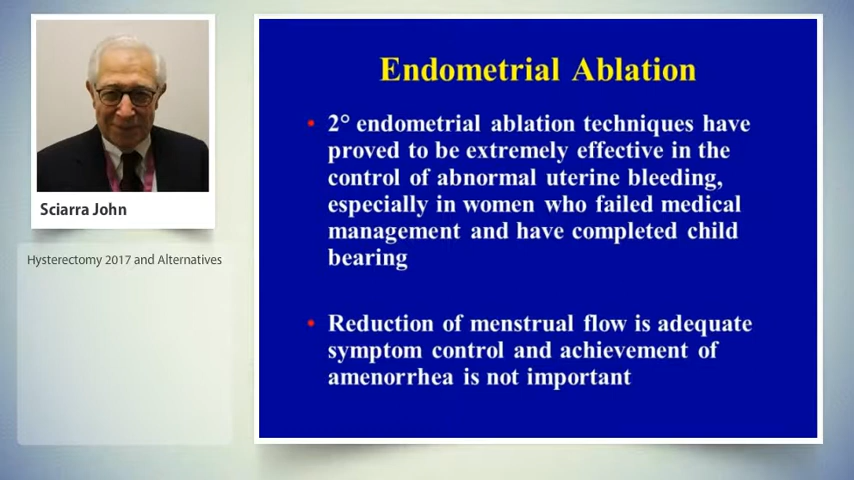 Sciarra John
Hysterectomy 2017 and Alternatives
Endometrial Ablation
• 2° endometrial ablation techniques have
proved to be extremely effective in the
control of abnormal uterine bleeding,
especially in women who failed medical
management and have completed child
bearing
• Reduction of menstrual flow is adequate
symptom control and achievement of
amenorrhea is not important